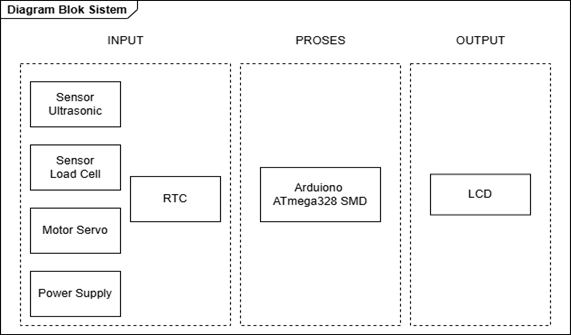 Diagram Blok Sistem
INPUT
PROSES
OUTPUT
Sensor
Ultrasonic
Sensor
Load Cell
RTC
Motor Servo
Power Supply
Arduiono
ATmega328 SMD
LCD